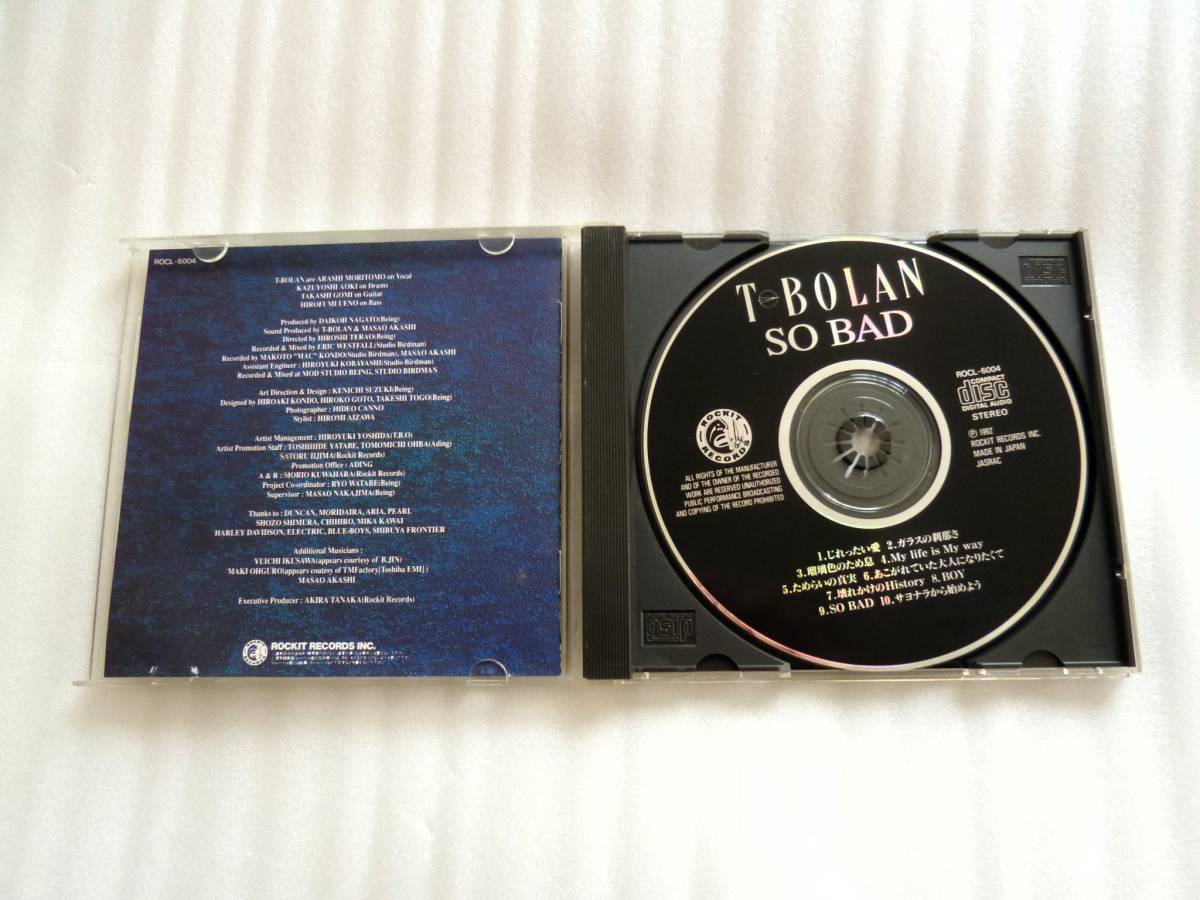 ROCL-6004
T-BOLAN are ARASHI MORITOMO on Vocal
KAZUYOSHI AOKI on Drums
TAKASHI GOMI on Guitar
HIROFUMI UENO on Bass
Produced by DAIKOH NAGATO(Being)
Sound Produced by T-BOLAN & MASAO AKASHI
Directed by HIROSHI TERAO(Being)
Recorded & Mixed by ERIC WESTFALL(Studio Birdman)
Recorded by MAKOTO "MAC" KONDO(Studio Birdman), MASAO AKASHI
Assistant Engineer : HIROYUKI KOBAYASHI(Studio Birdman)
Recorded & Mixed at MOD STUDIO BEING, STUDIO BIRDMAN
Art Direction & Design : KENICHI SUZUKI(Being)
Designed by HIROAKI KONDO, HIROKO GOTO, TAKESHI TOGO(Being)
Photographer : HIDEO CANNO
Stylist : HIROMI AIZAWA
Artist Management : HIROYUKI YOSHIDA(T.B.O)
Artist Promotion Staff : TOSHIHIDE YATABE, TOMOMICHI OHBA(Ading)
SATORU IIJIMA(Rockit Records)
Promotion Office : ADING
A & R : MORIO KUWAHARA(Rockit Records)
Project Co-ordinator : RYO WATABE(Being)
Supervisor : MASAO NAKAJIMA(Being)
Thanks to : DUNCAN, MORIDAIRA, ARIA, PEARL
SHOZO SHIMURA, CHIHIRO, MIKA KAWAI
HARLEY DAVIDSON, ELECTRIC, BLUE-BOYS, SHIBUYA FRONTIER
Additional Musicians :
YUICHI IKUSAWA(appears courtesy of B.JIN)
MAKI OHGURO(appears coutesy of TMFactory[Toshiba EMI])
MASAO AKASHI
Executive Producer : AKIRA TANAKA(Rockit Records)
ROCKIT RECORDS INC.
T-BOLAN
SO BAD
ROCL-6004
COMPACT
disc
DIGITAL AUDIO
STEREO
Ⓟ 1992
ROCKIT RECORDS INC.
MADE IN JAPAN
JASRAC
ROCKIT
RECORDS
ALL RIGHTS OF THE MANUFACTURER
AND OF THE OWNER OF THE RECORDED
WORK ARE RESERVED UNAUTHORIZED
PUBLIC PERFORMANCE BROADCASTING
AND COPYING OF THE RECORD PROHIBITED
1.じれったい愛 2.ガラスの刹那さ
3.瑠璃色のため息 4.My life is My way
5.ためらいの真実 6.あこがれていた大人になりたくて
7.壊れかけのHistory 8.BOY
9.SO BAD 10.サヨナラから始めよう
disc
disc